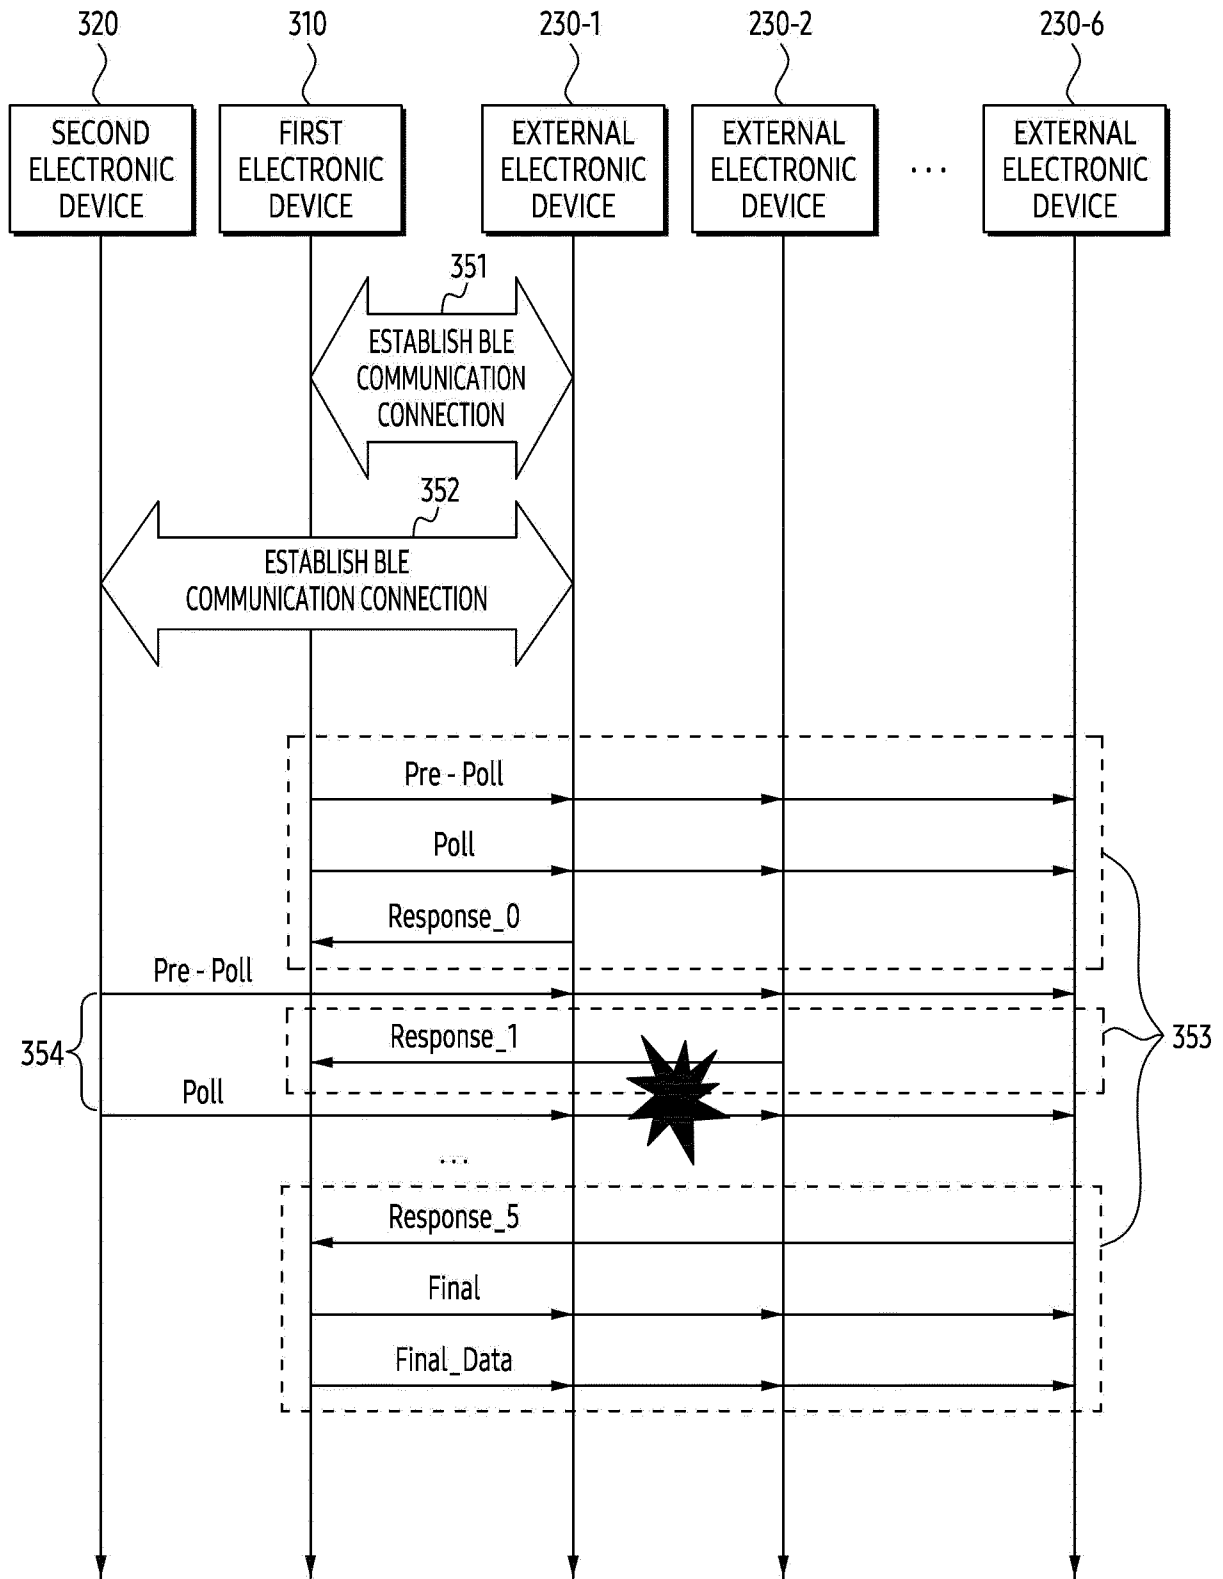 320
310
230-1
230-2
230-6
SECOND
ELECTRONIC
DEVICE
FIRST
ELECTRONIC
DEVICE
EXTERNAL
ELECTRONIC
DEVICE
EXTERNAL
ELECTRONIC
DEVICE
...
EXTERNAL
ELECTRONIC
DEVICE
351
ESTABLISH BLE
COMMUNICATION
CONNECTION
352
ESTABLISH BLE
COMMUNICATION CONNECTION
Pre - Poll
Poll
Response_0
Pre - Poll
Response_1
353
354
Poll
...
Response_5
Final
Final_Data